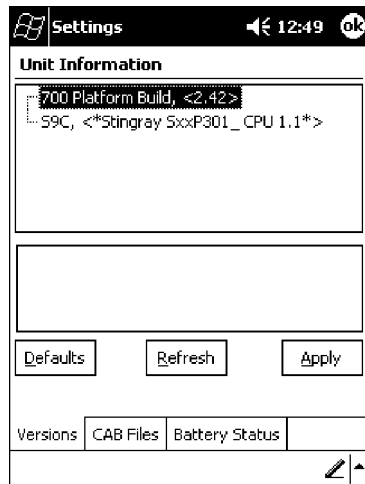 Settings 12:49 ok
Unit Information
700 Platform Build, <2.42>
S9C, <*Stingray SxxP301_ CPU 1.1*>
Defaults Refresh Apply
Versions CAB Files Battery Status